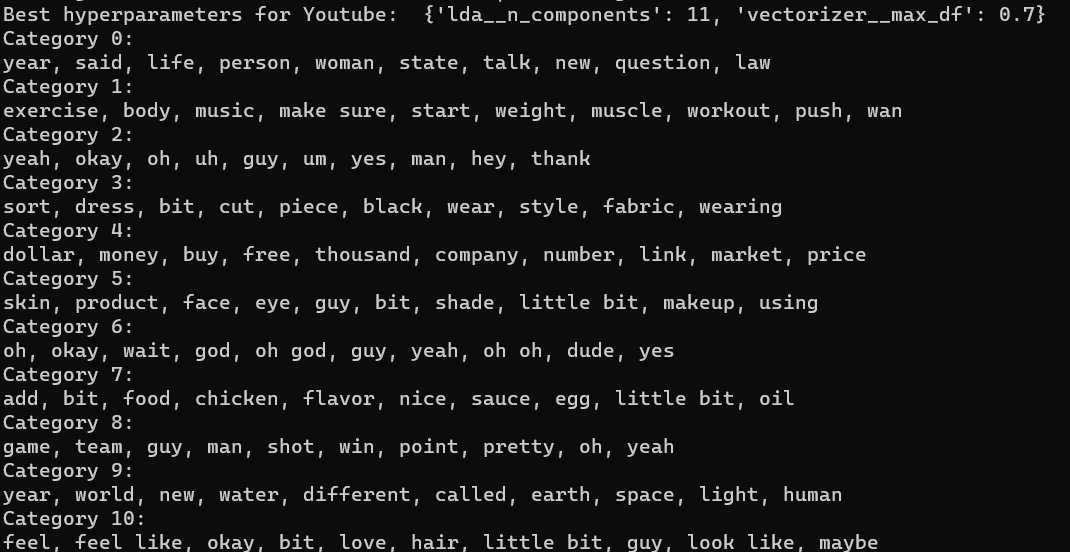 Best hyperparameters for Youtube:  {'lda__n_components': 11, 'vectorizer__max_df': 0.7}
Category 0:
year, said, life, person, woman, state, talk, new, question, law
Category 1:
exercise, body, music, make sure, start, weight, muscle, workout, push, wan
Category 2:
yeah, okay, oh, uh, guy, um, yes, man, hey, thank
Category 3:
sort, dress, bit, cut, piece, black, wear, style, fabric, wearing
Category 4:
dollar, money, buy, free, thousand, company, number, link, market, price
Category 5:
skin, product, face, eye, guy, bit, shade, little bit, makeup, using
Category 6:
oh, okay, wait, god, oh god, guy, yeah, oh oh, dude, yes
Category 7:
add, bit, food, chicken, flavor, nice, sauce, egg, little bit, oil
Category 8:
game, team, guy, man, shot, win, point, pretty, oh, yeah
Category 9:
year, world, new, water, different, called, earth, space, light, human
Category 10:
feel, feel like, okay, bit, love, hair, little bit, guy, look like, maybe